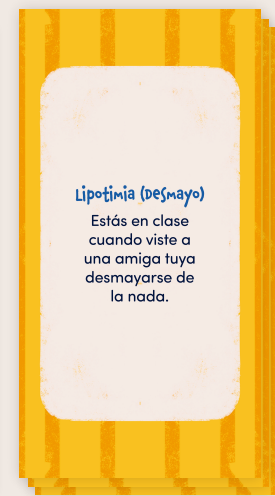 Lipotimia (Desmayo)
Estás en clase
cuando viste a
una amiga tuya
desmayarse de
la nada.